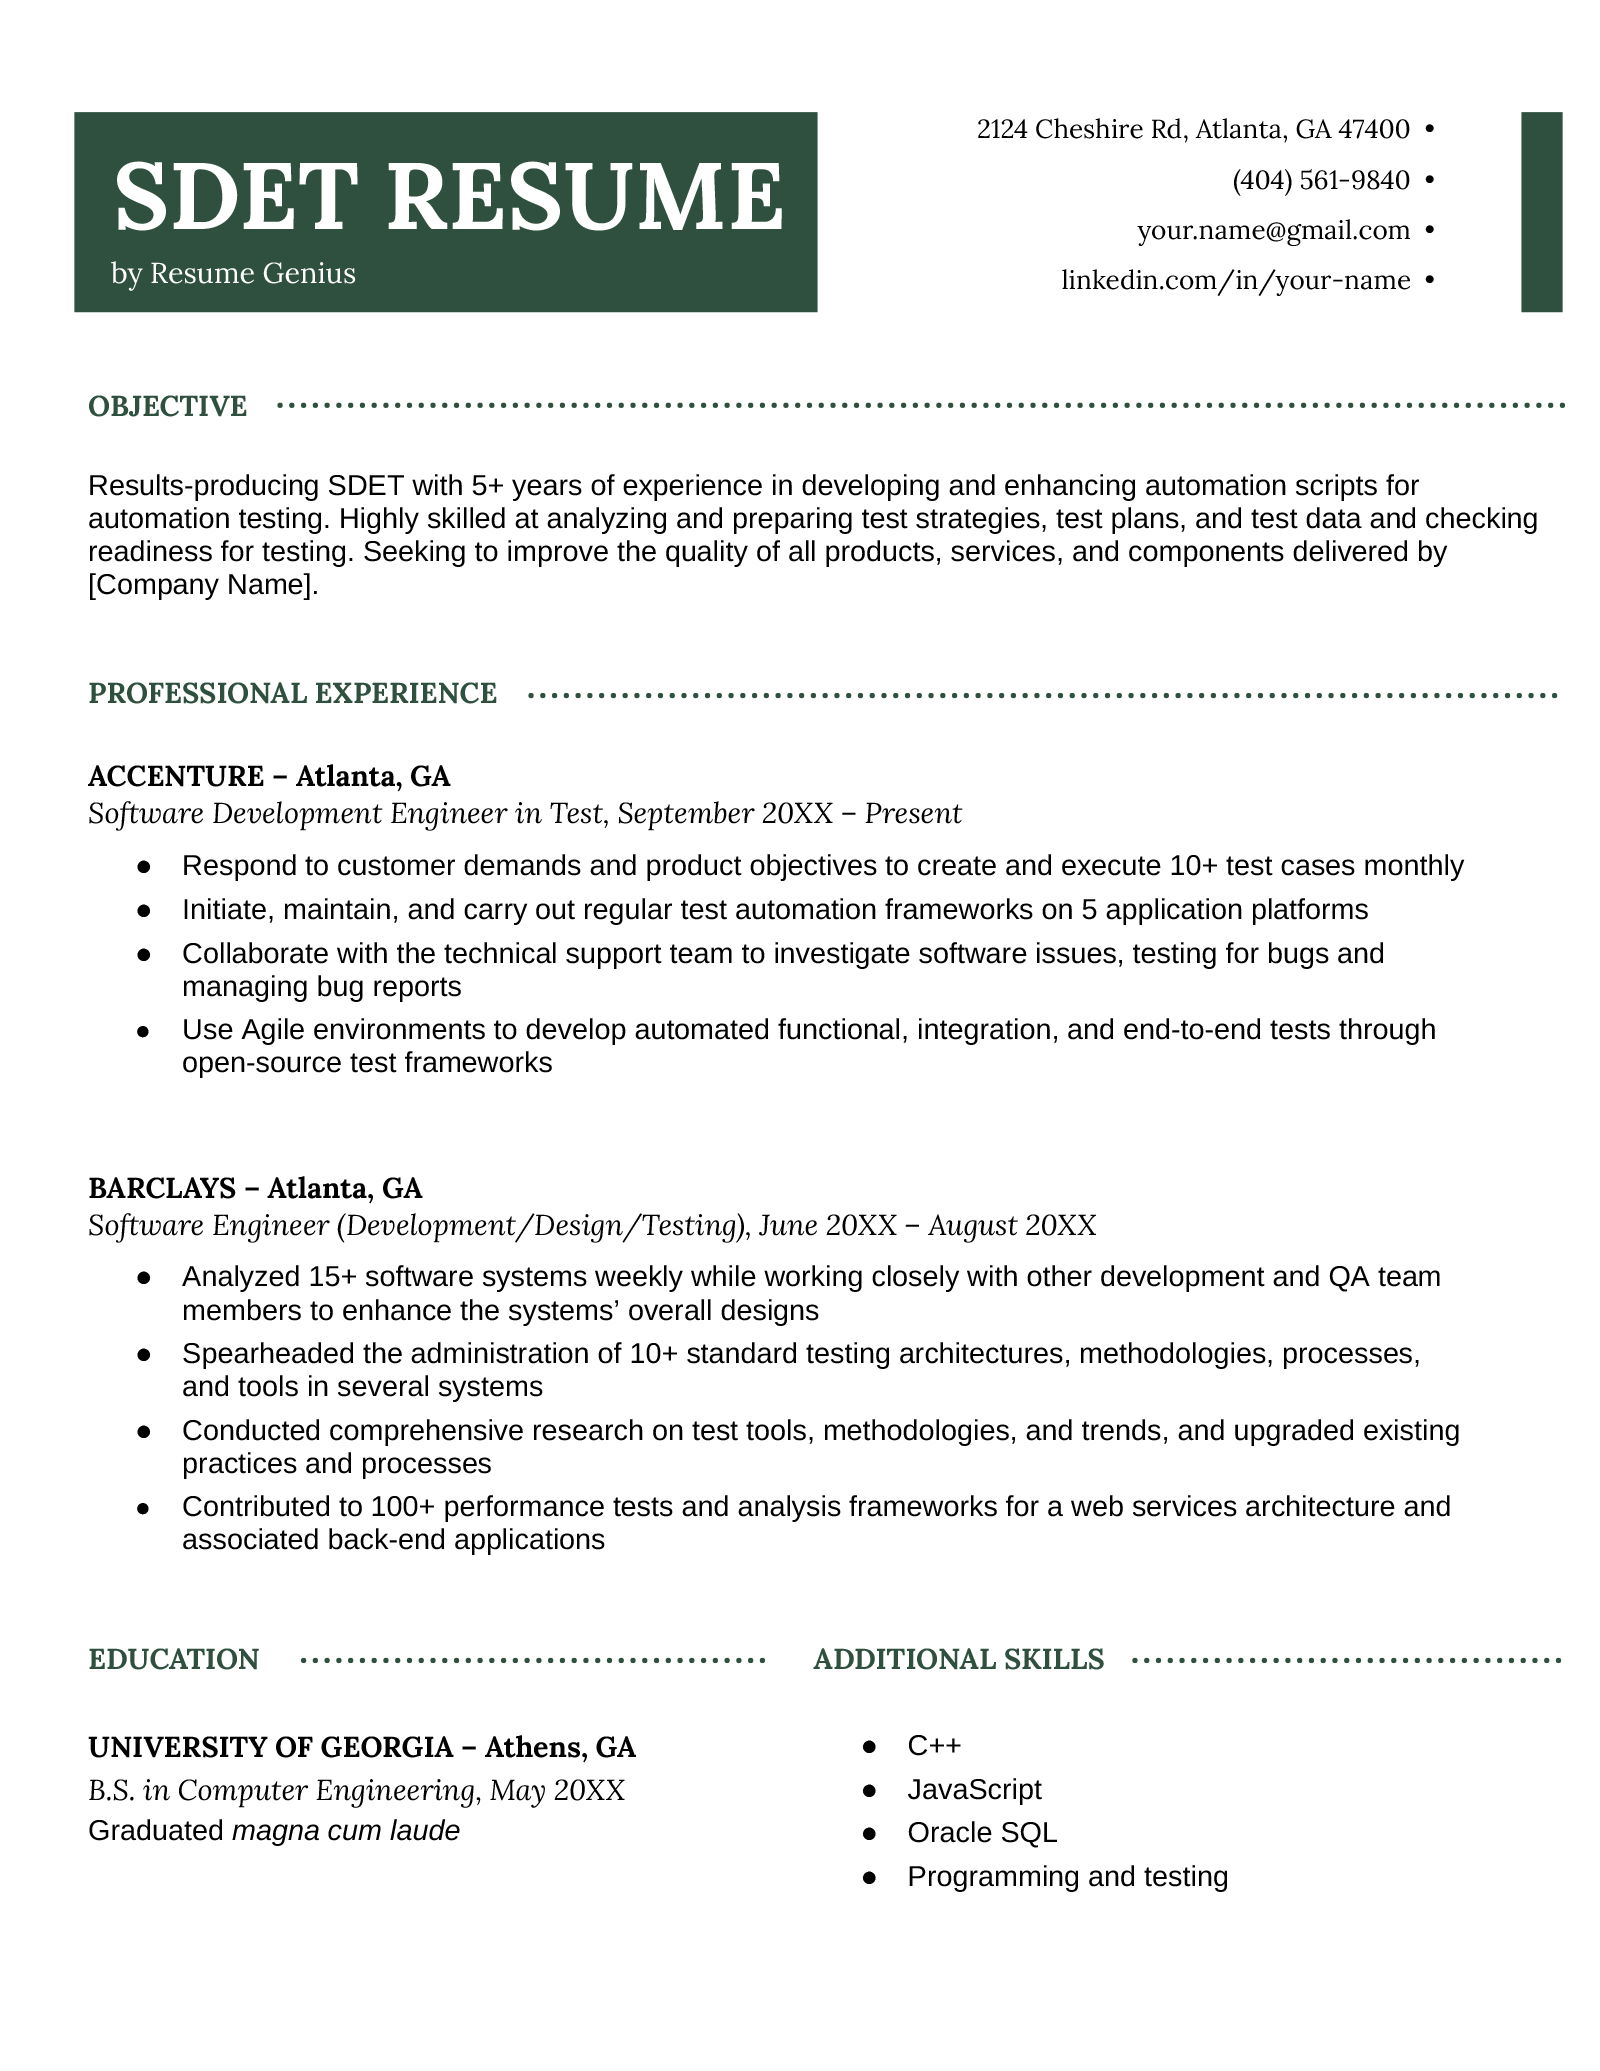 SDET RESUME
by Resume Genius
2124 Cheshire Rd, Atlanta, GA 47400 •
(404) 561-9840 •
your.name@gmail.com •
linkedin.com/in/your-name •
OBJECTIVE
Results-producing SDET with 5+ years of experience in developing and enhancing automation scripts for
automation testing. Highly skilled at analyzing and preparing test strategies, test plans, and test data and checking
readiness for testing. Seeking to improve the quality of all products, services, and components delivered by
[Company Name].
PROFESSIONAL EXPERIENCE
ACCENTURE – Atlanta, GA
Software Development Engineer in Test, September 20XX – Present
● Respond to customer demands and product objectives to create and execute 10+ test cases monthly
● Initiate, maintain, and carry out regular test automation frameworks on 5 application platforms
● Collaborate with the technical support team to investigate software issues, testing for bugs and
managing bug reports
● Use Agile environments to develop automated functional, integration, and end-to-end tests through
open-source test frameworks
BARCLAYS – Atlanta, GA
Software Engineer (Development/Design/Testing), June 20XX – August 20XX
● Analyzed 15+ software systems weekly while working closely with other development and QA team
members to enhance the systems’ overall designs
● Spearheaded the administration of 10+ standard testing architectures, methodologies, processes,
and tools in several systems
● Conducted comprehensive research on test tools, methodologies, and trends, and upgraded existing
practices and processes
● Contributed to 100+ performance tests and analysis frameworks for a web services architecture and
associated back-end applications
EDUCATION
UNIVERSITY OF GEORGIA – Athens, GA
B.S. in Computer Engineering, May 20XX
Graduated magna cum laude
ADDITIONAL SKILLS
● C++
● JavaScript
● Oracle SQL
● Programming and testing